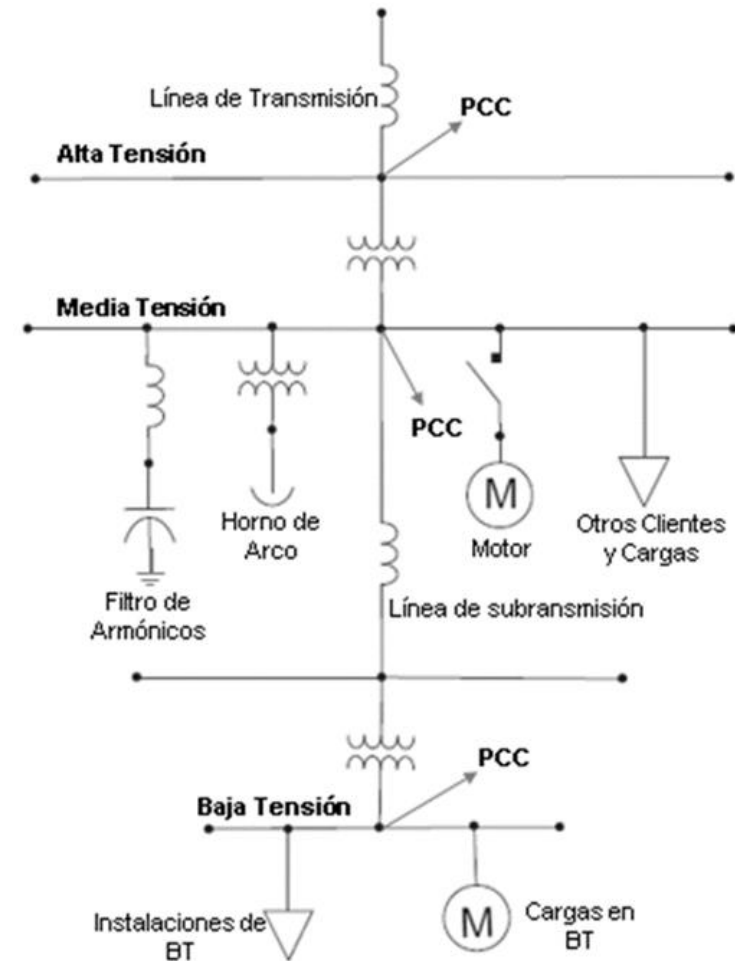 Línea de Transmisión
PCC
Alta Tensión
Media Tensión
PCC
M
Horno de
Arco
Motor
Otros Clientes
y Cargas
Filtro de
Armónicos
Línea de subransmisión
PCC
Baja Tensión
Instalaciones de
BT
M
Cargas en
BT